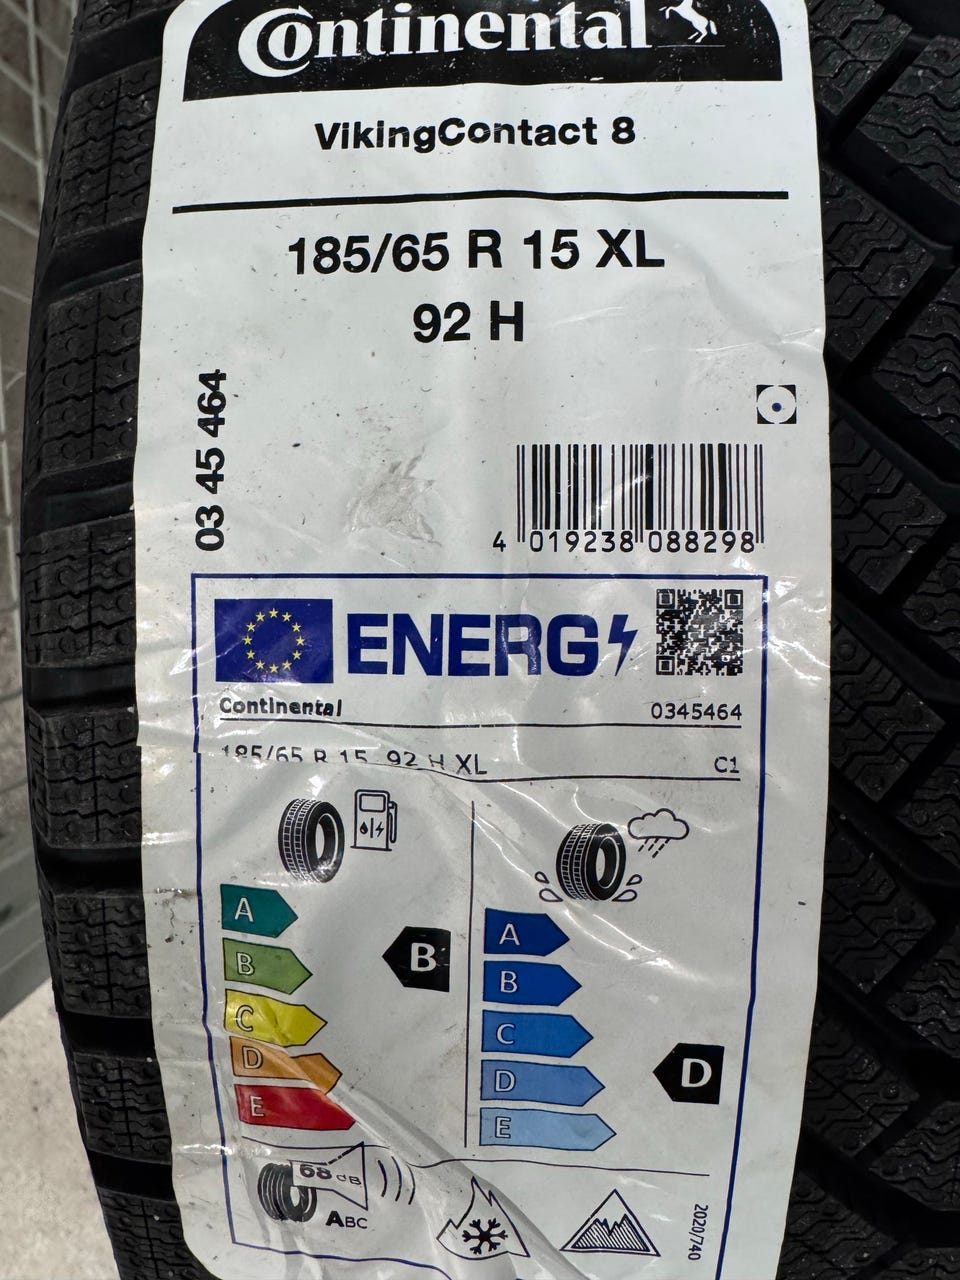 Continental
VikingContact 8
185/65 R 15 XL
92 H
03 45 464
4 019238 088298
ENERG
Continental
0345464
185/65 R 15 92 H XL
C1
A
B
C
D
E
B
A
B
C
D
E
D
68 dB
ABC
2020/740